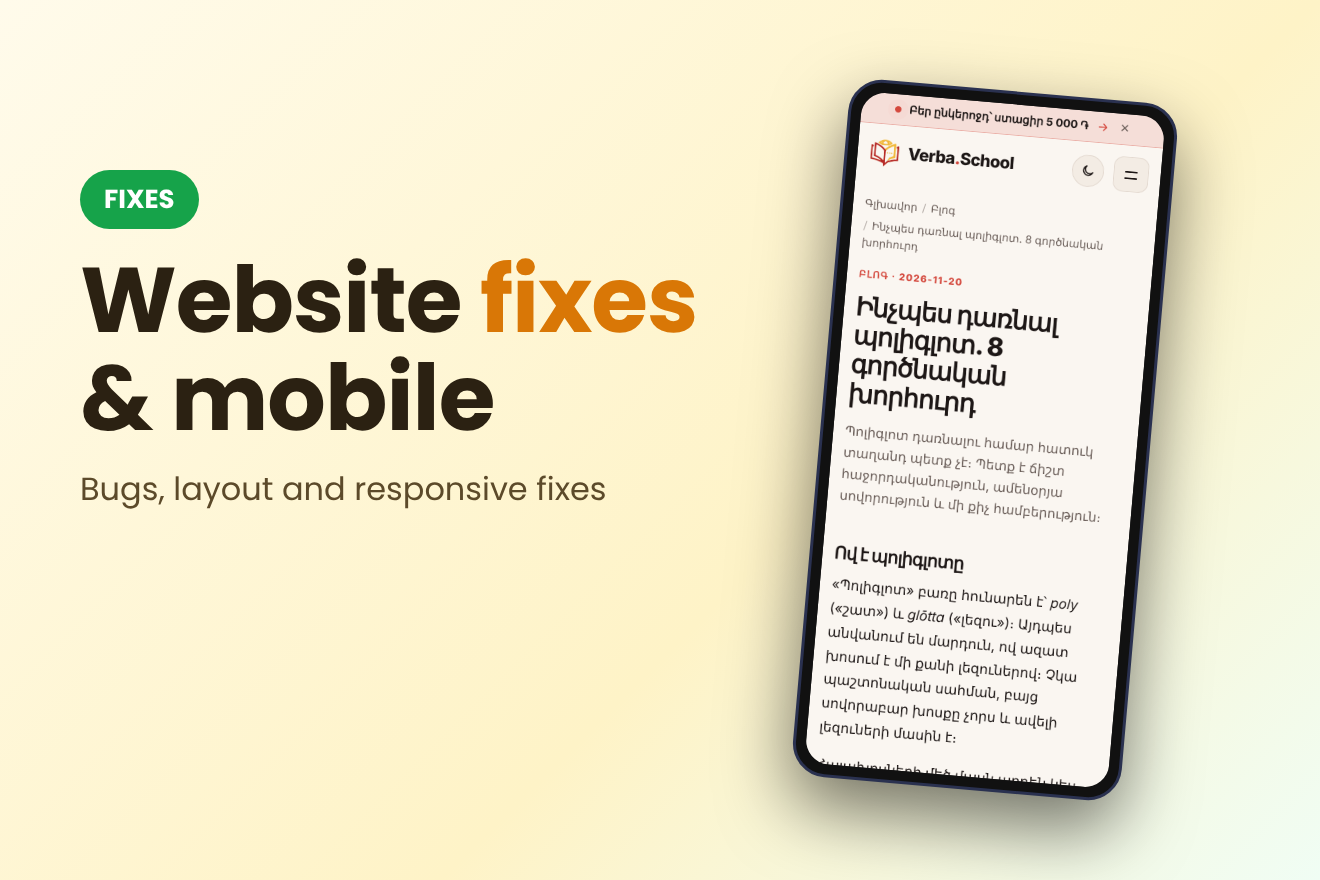 FIXES
Website fixes
& mobile
Bugs, layout and responsive fixes
Բեր ընկերոջդ՝ ստացիր 5 000 ֏ → ×
Verba.School
Գլխավոր / Բլոգ
/ Ինչպես դառնալ պոլիգլոտ. 8 գործնական
խորհուրդ
ԲԼՈԳ · 2026-11-20
Ինչպես դառնալ
պոլիգլոտ. 8
գործնական
խորհուրդ
Պոլիգլոտ դառնալու համար հատուկ
տաղանդ պետք չէ։ Պետք է ճիշտ
հաջորդականություն, ամենօրյա
սովորություն և մի քիչ համբերություն։
Ով է պոլիգլոտը
«Պոլիգլոտ» բառը հունարեն է՝ poly
(«շատ») և glōtta («լեզու»)։ Այդպես
անվանում են մարդուն, ով ազատ
խոսում է մի քանի լեզուներով։ Չկա
պաշտոնական սահման, բայց
սովորաբար խոսքը չորս և ավելի
լեզուների մասին է։